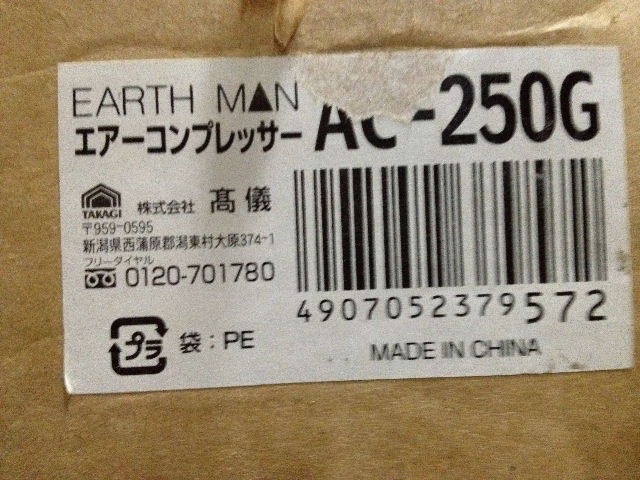 EARTH MAN
エアーコンプレッサー AC-250G
TAKAGI
株式会社 髙儀
〒959-0595
新潟県西蒲原郡潟東村大原374-1
フリーダイヤル
0120-701780
4907052379572
プラ
袋：PE
MADE IN CHINA